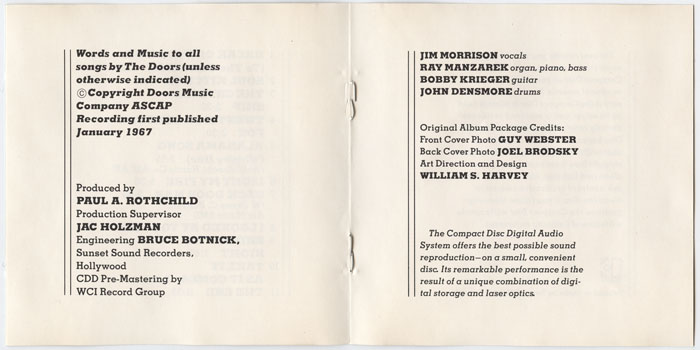 Words and Music to all
songs by The Doors (unless
otherwise indicated)
©Copyright Doors Music
Company ASCAP
Recording first published
January 1967
Produced by
PAUL A. ROTHCHILD
Production Supervisor
JAC HOLZMAN
Engineering BRUCE BOTNICK,
Sunset Sound Recorders,
Hollywood
CDD Pre-Mastering by
WCI Record Group
JIM MORRISON vocals
RAY MANZAREK organ, piano, bass
BOBBY KRIEGER guitar
JOHN DENSMORE drums
Original Album Package Credits:
Front Cover Photo GUY WEBSTER
Back Cover Photo JOEL BRODSKY
Art Direction and Design
WILLIAM S. HARVEY
The Compact Disc Digital Audio
System offers the best possible sound
reproduction—on a small, convenient
disc. Its remarkable performance is the
result of a unique combination of digi-
tal storage and laser optics.